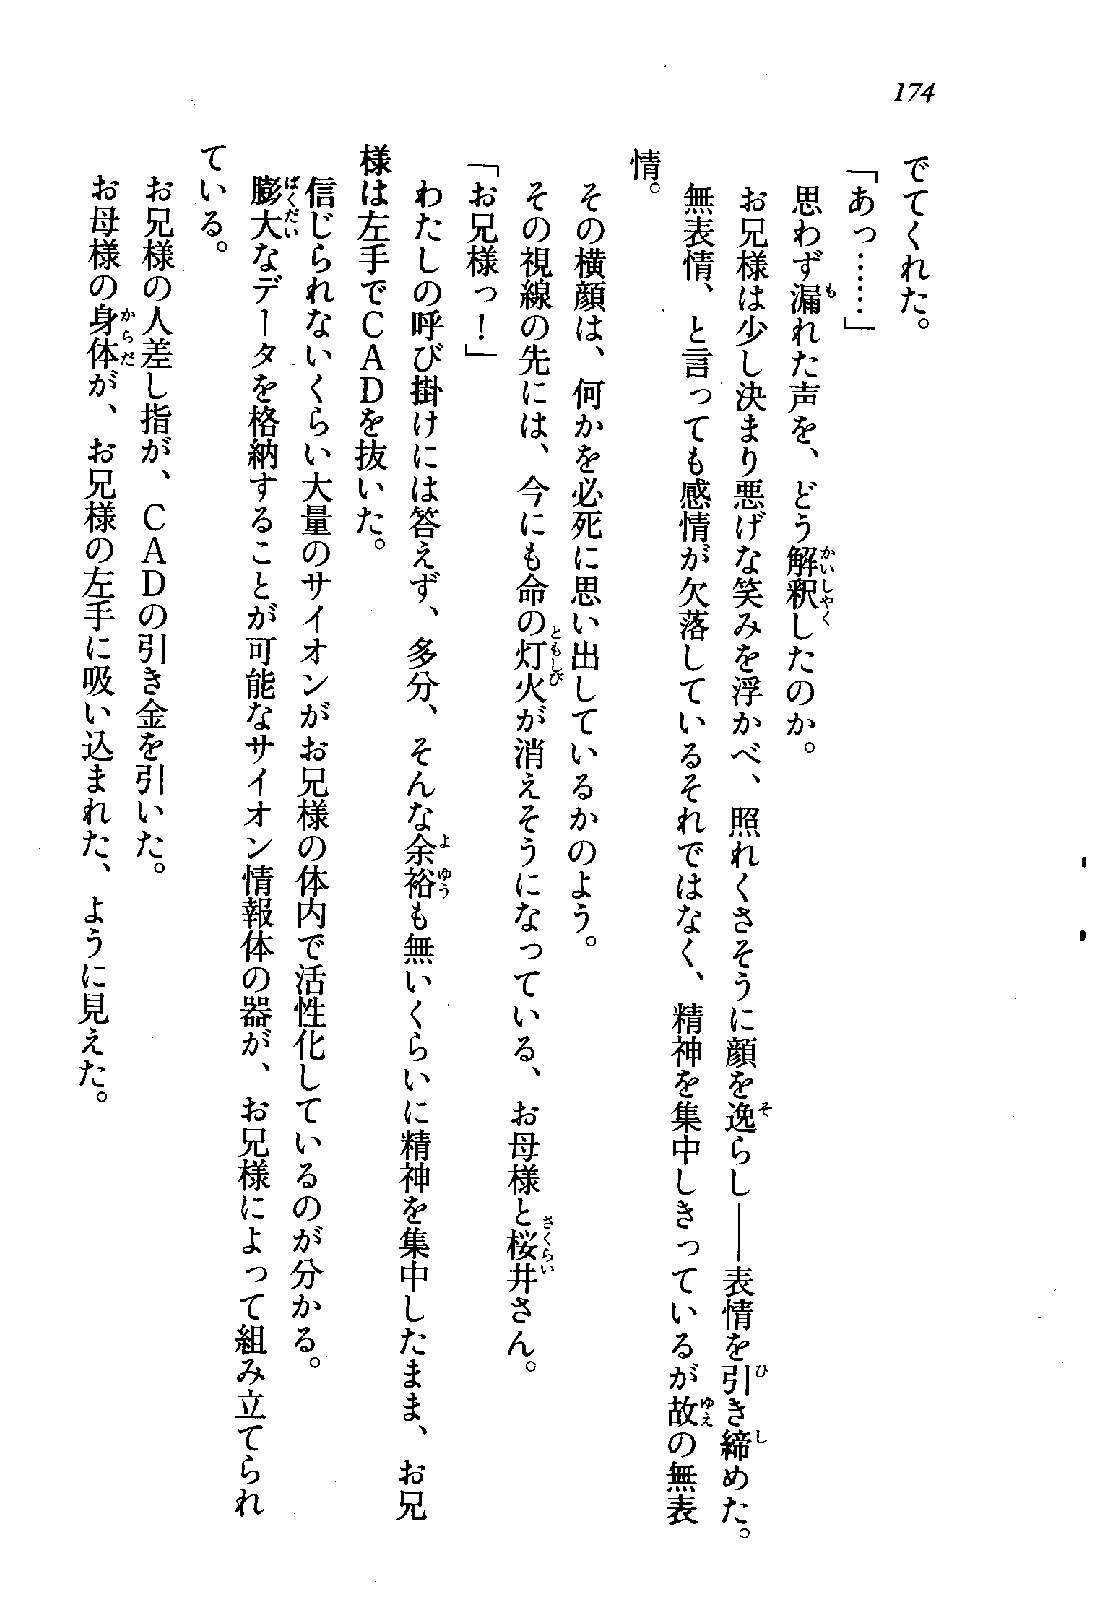 174
でてくれた。
「あっ……」
思わず漏れた声を、どう解釈したのか。
お兄様は少し決まり悪げな笑みを浮かべ、照れくさそうに顔を逸らし――表情を引き締めた。
無表情、と言っても感情が欠落しているそれではなく、精神を集中しきっているが故の無表
情。
その横顔は、何かを必死に思い出しているかのよう。
その視線の先には、今にも命の灯火が消えそうになっている、お母様と桜井さん。
「お兄様っ！」
わたしの呼び掛けには答えず、多分、そんな余裕も無いくらいに精神を集中したまま、お兄
様は左手でＣＡＤを抜いた。
信じられないくらい大量のサイオンがお兄様の体内で活性化しているのが分かる。
膨大なデータを格納することが可能なサイオン情報体の器が、お兄様によって組み立てられ
ている。
お兄様の人差し指が、ＣＡＤの引き金を引いた。
お母様の身体が、お兄様の左手に吸い込まれた、ように見えた。